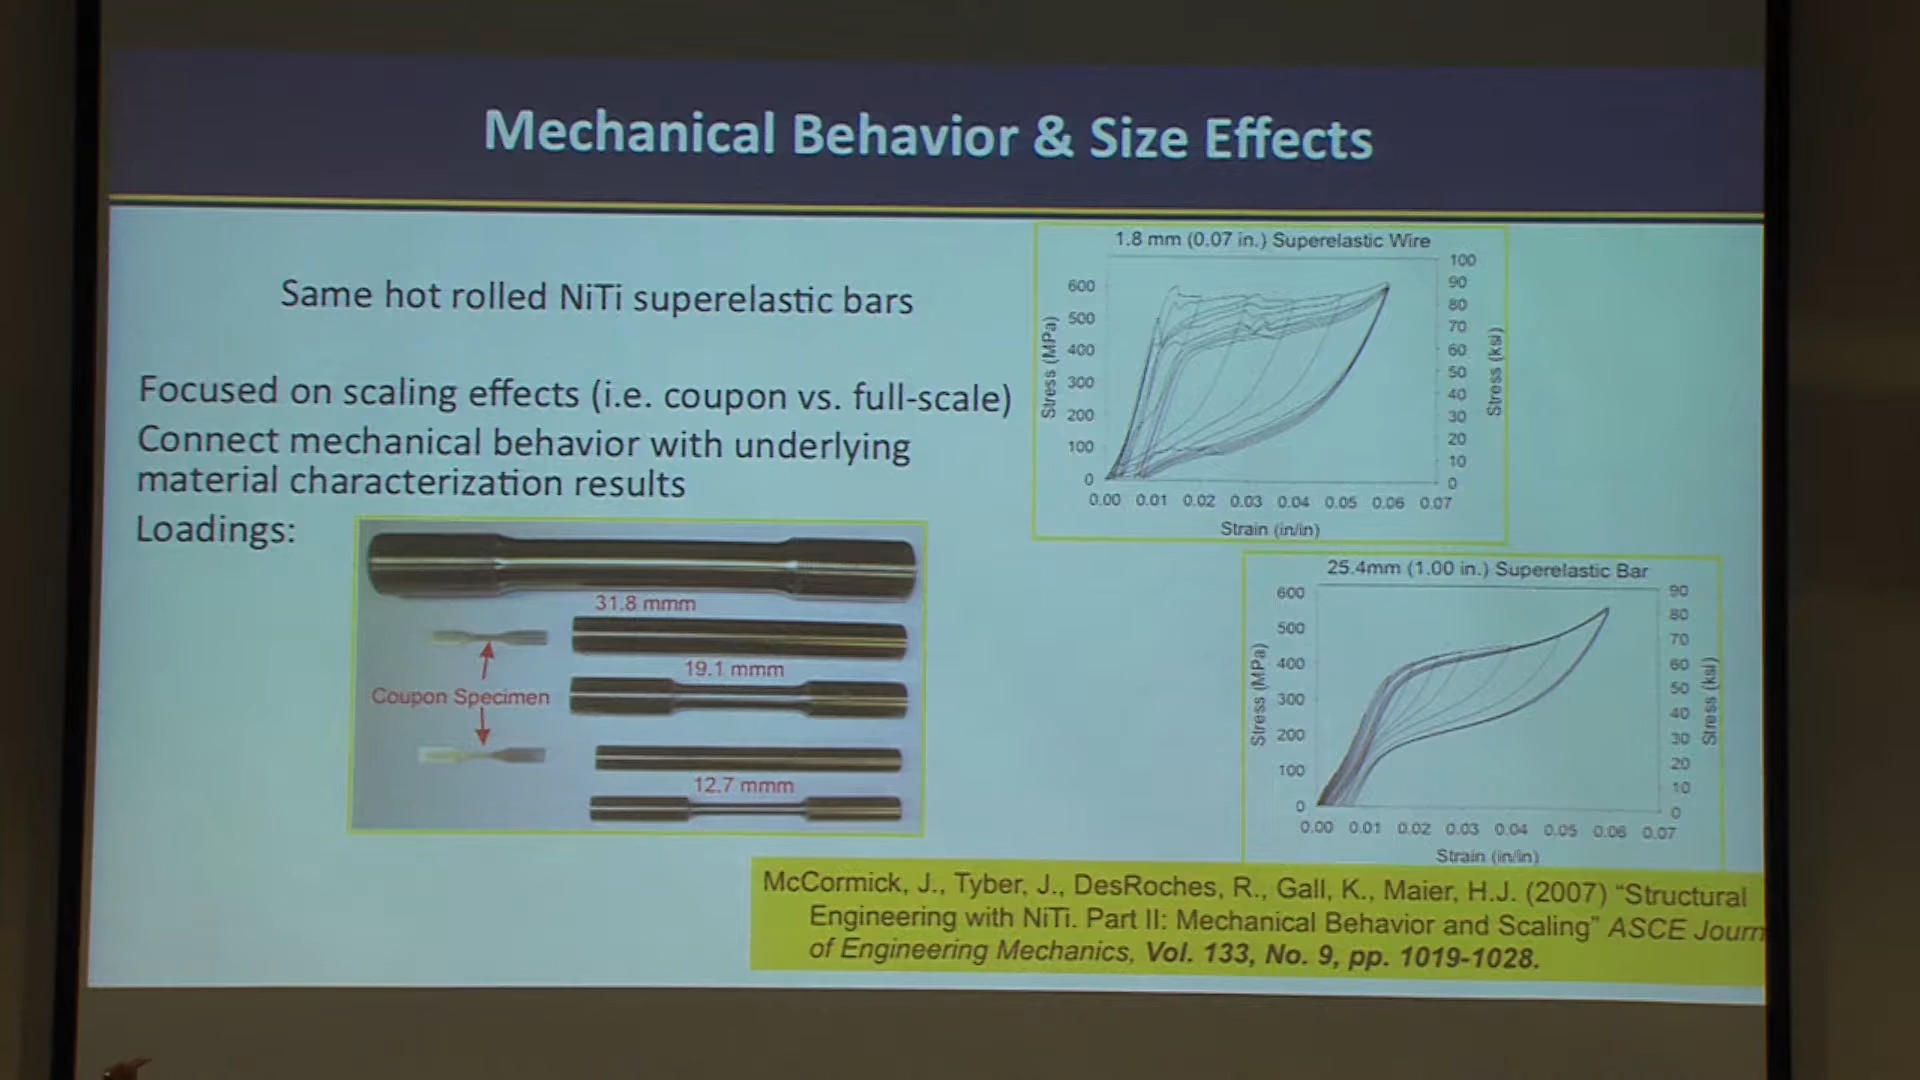 Mechanical Behavior & Size Effects
Same hot rolled NiTi superelastic bars
Focused on scaling effects (i.e. coupon vs. full-scale)
Connect mechanical behavior with underlying
material characterization results
Loadings:
31.8 mmm
19.1 mmm
Coupon Specimen
12.7 mmm
1.8 mm (0.07 in.) Superelastic Wire
600
500
400
300
200
100
0
Stress (MPa)
100
90
80
70
60
50
40
30
20
10
0
Stress (ksi)
0.00 0.01 0.02 0.03 0.04 0.05 0.06 0.07
Strain (in/in)
25.4mm (1.00 in.) Superelastic Bar
600
500
400
300
200
100
0
Stress (MPa)
90
80
70
60
50
40
30
20
10
0
Stress (ksi)
0.00 0.01 0.02 0.03 0.04 0.05 0.06 0.07
Strain (in/in)
McCormick, J., Tyber, J., DesRoches, R., Gall, K., Maier, H.J. (2007) “Structural
Engineering with NiTi. Part II: Mechanical Behavior and Scaling” ASCE Journ
of Engineering Mechanics, Vol. 133, No. 9, pp. 1019-1028.